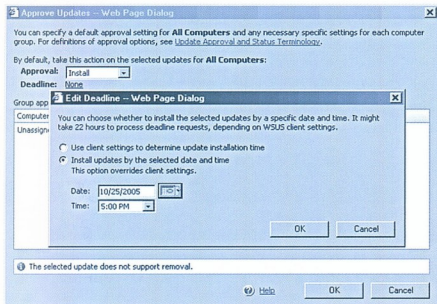 Approve Updates -- Web Page Dialog
You can specify a default approval setting for All Computers and any necessary specific settings for each computer
group. For definitions of approval options, see Update Approval and Status Terminology.
By default, take this action on the selected updates for All Computers:
Approval: Install
Deadline: None
Group app
Computer
Unassign
Edit Deadline -- Web Page Dialog
You can choose whether to install the selected updates by a specific date and time. It might
take 22 hours to process deadline requests, depending on WSUS client settings.
Use client settings to determine update installation time
Install updates by the selected date and time
This option overrides client settings.
Date: 10/25/2005
Time: 5:00 PM
OK Cancel
The selected update does not support removal.
Help OK Cancel